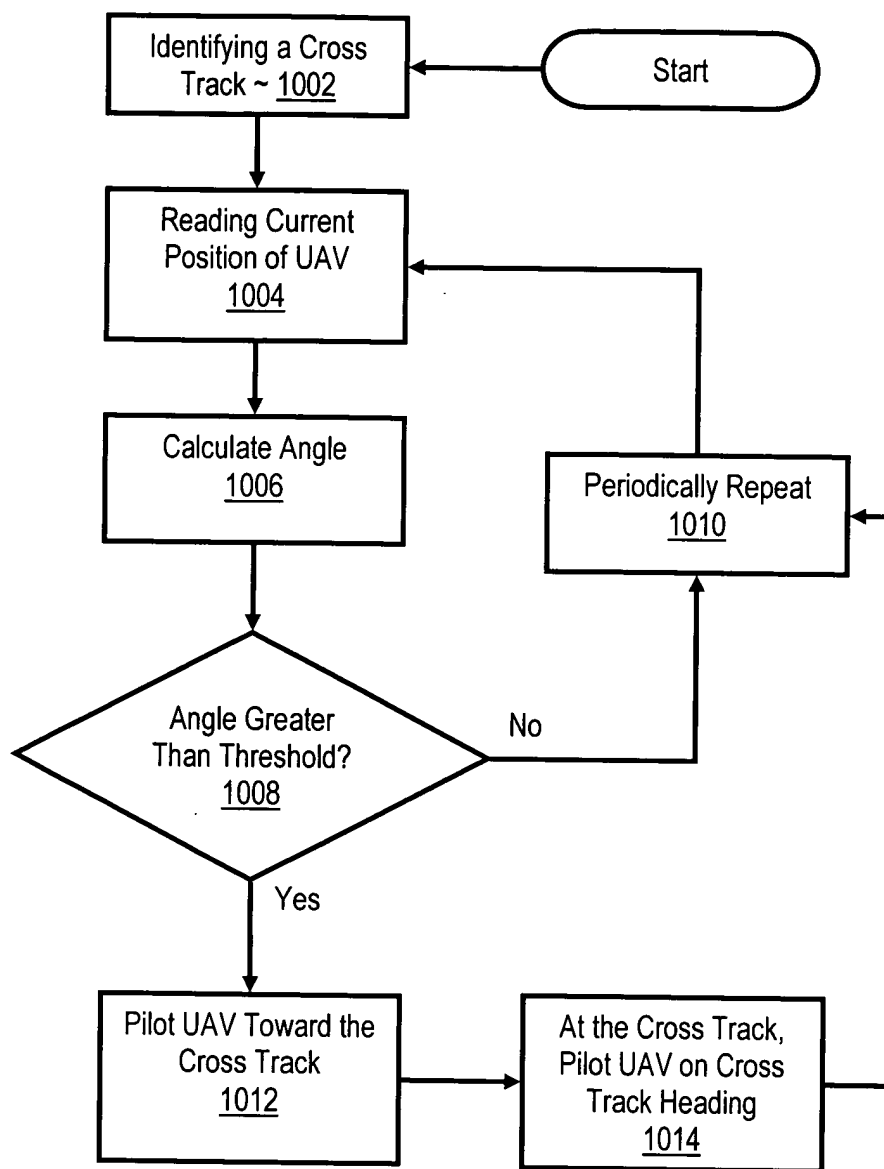 Start
Identifying a Cross
Track ~ 1002
Reading Current
Position of UAV
1004
Calculate Angle
1006
Periodically Repeat
1010
Angle Greater
Than Threshold?
1008
No
Yes
Pilot UAV Toward the
Cross Track
1012
At the Cross Track,
Pilot UAV on Cross
Track Heading
1014